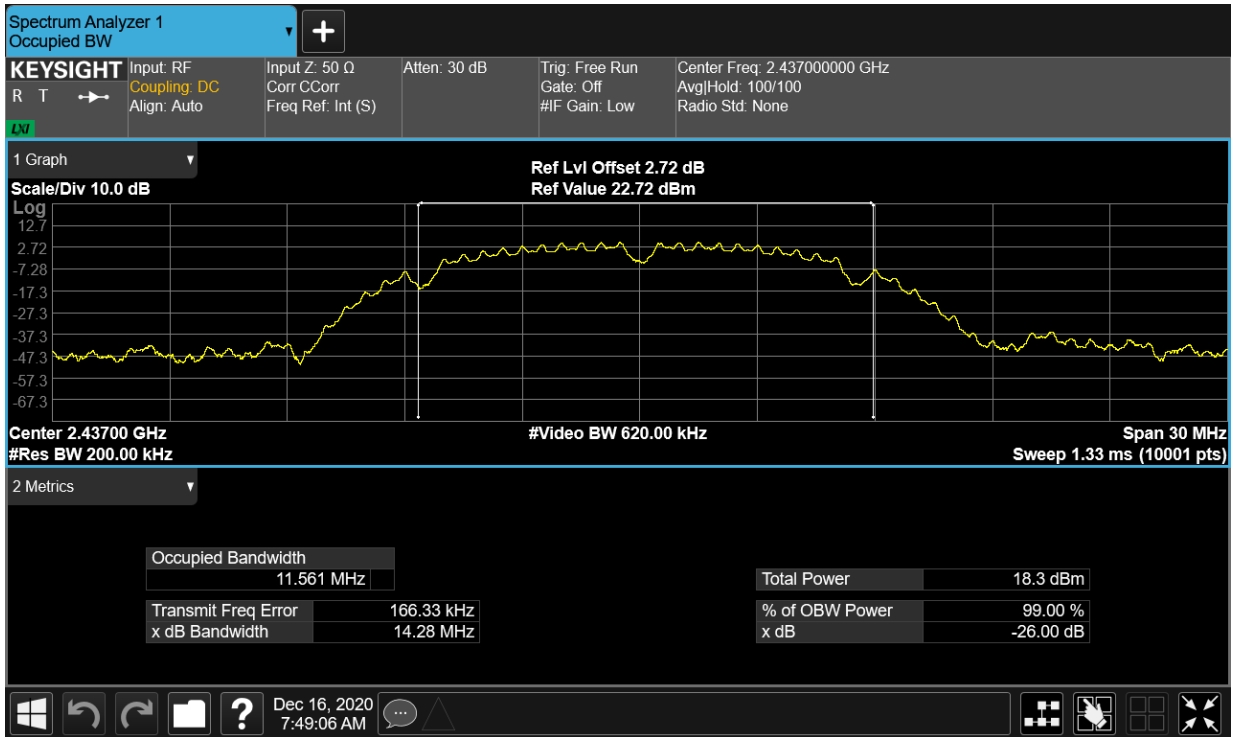 Spectrum Analyzer 1
Occupied BW
KEYSIGHT
R T
LXI
Input: RF
Coupling: DC
Align: Auto
Input Z: 50 Ω
Corr CCorr
Freq Ref: Int (S)
Atten: 30 dB
Trig: Free Run
Gate: Off
#IF Gain: Low
Center Freq: 2.437000000 GHz
Avg|Hold: 100/100
Radio Std: None
1 Graph
Scale/Div 10.0 dB
Ref Lvl Offset 2.72 dB
Ref Value 22.72 dBm
Log
12.7
2.72
-7.28
-17.3
-27.3
-37.3
-47.3
-57.3
-67.3
Center 2.43700 GHz
#Video BW 620.00 kHz
Span 30 MHz
#Res BW 200.00 kHz
Sweep 1.33 ms (10001 pts)
2 Metrics
Occupied Bandwidth
11.561 MHz
Total Power 18.3 dBm
Transmit Freq Error 166.33 kHz
% of OBW Power 99.00 %
x dB Bandwidth 14.28 MHz
x dB -26.00 dB
?
Dec 16, 2020
7:49:06 AM